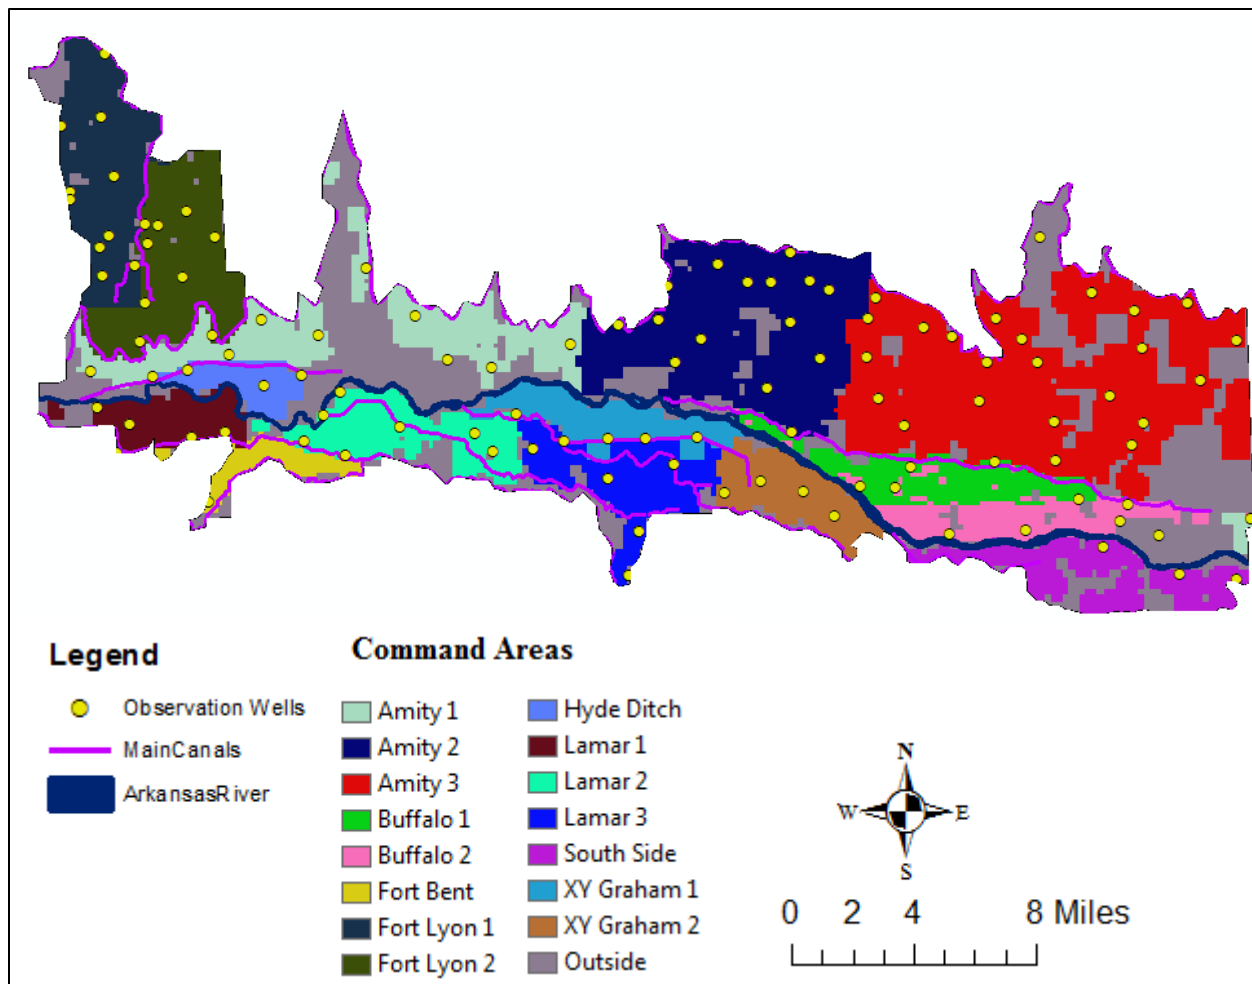 Legend
Observation Wells
MainCanals
ArkansasRiver
Command Areas
Amity 1
Amity 2
Amity 3
Buffalo 1
Buffalo 2
Fort Bent
Fort Lyon 1
Fort Lyon 2
Hyde Ditch
Lamar 1
Lamar 2
Lamar 3
South Side
XY Graham 1
XY Graham 2
Outside
N
W E
S
0 2 4 8 Miles